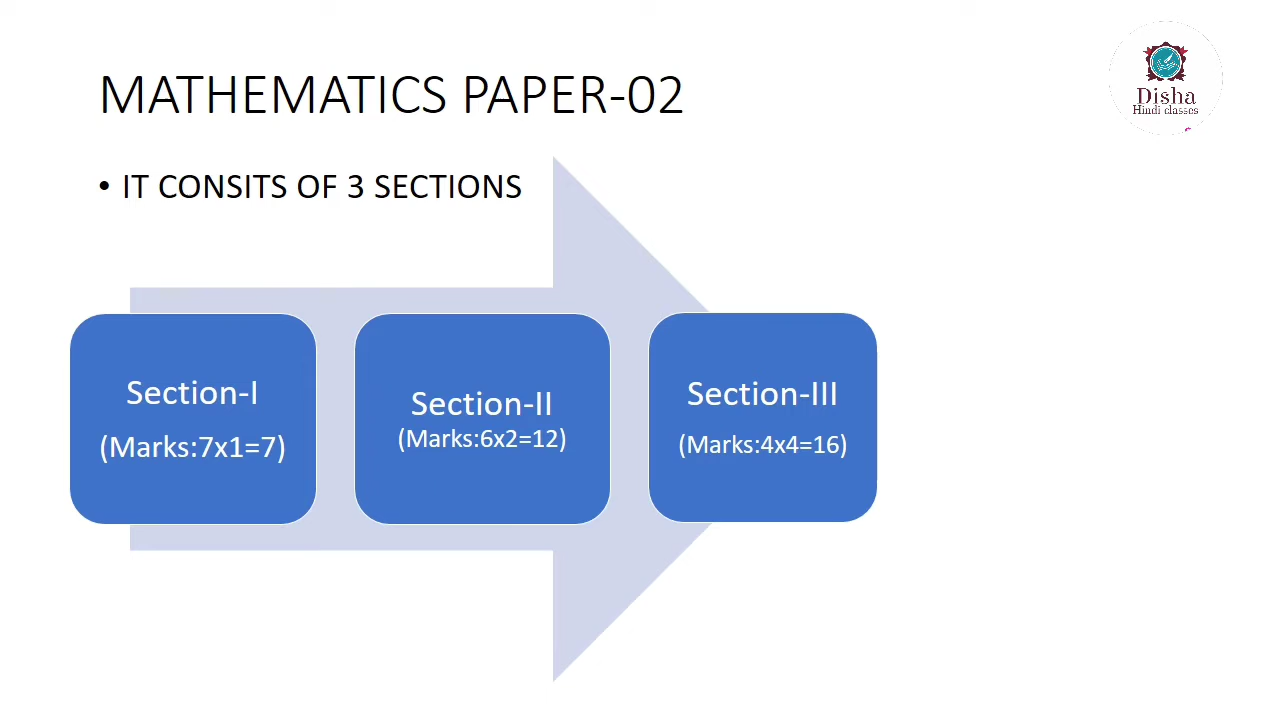 MATHEMATICS PAPER-02
Disha
Hindi classes
• IT CONSITS OF 3 SECTIONS
Section-I
(Marks:7x1=7)
Section-II
(Marks:6x2=12)
Section-III
(Marks:4x4=16)